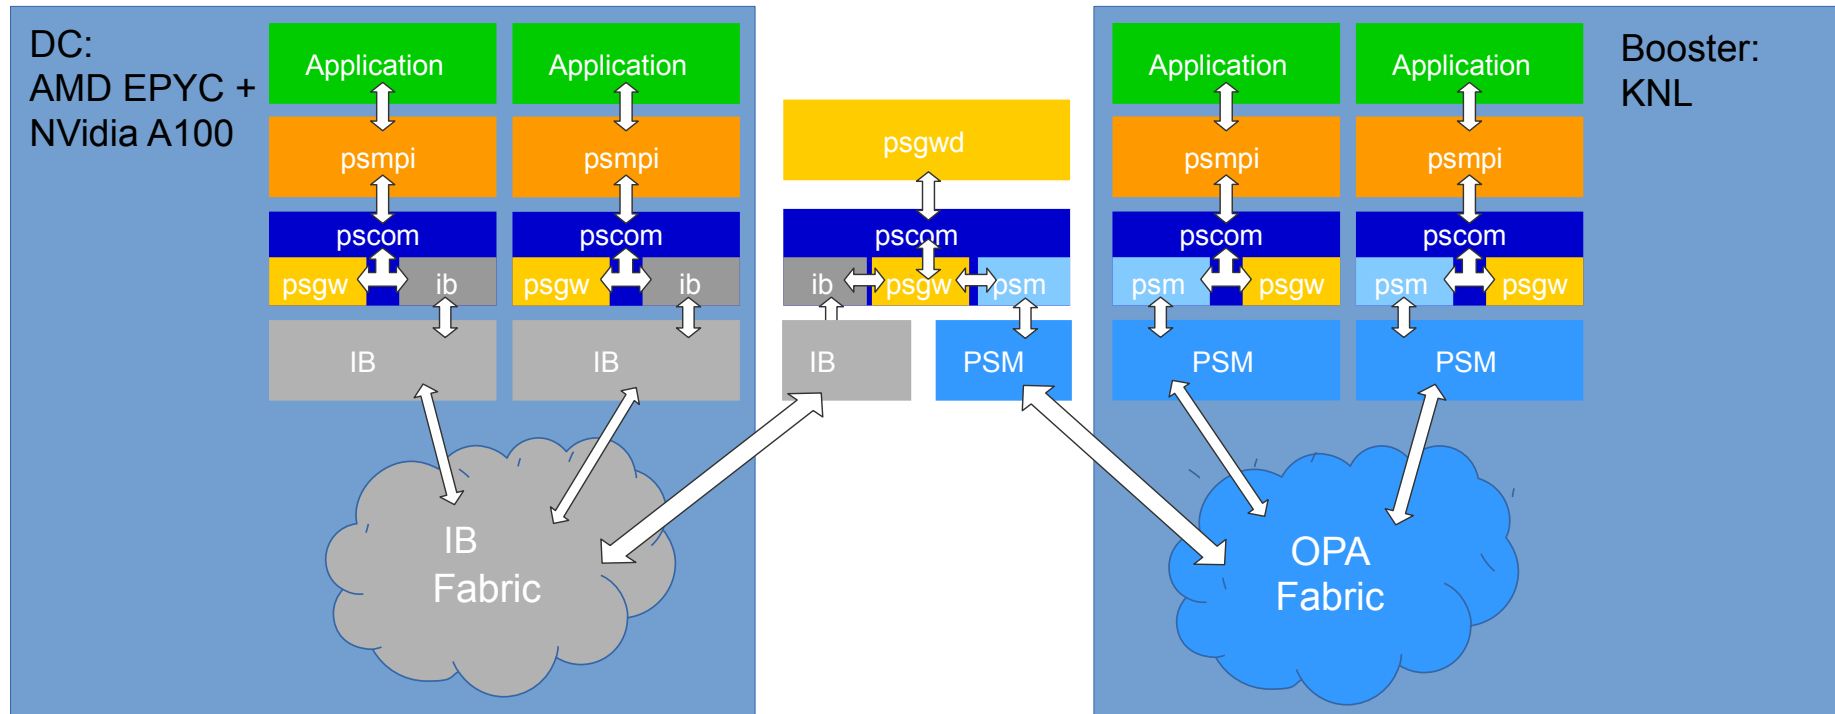 DC:
AMD EPYC +
NVidia A100
Application
psmpi
pscom
psgw
ib
IB
Application
psmpi
pscom
psgw
ib
IB
IB
Fabric
psgwd
pscom
ib
psgw
psm
IB
PSM
Application
psmpi
pscom
psm
psgw
PSM
Application
psmpi
pscom
psm
psgw
PSM
OPA
Fabric
Booster:
KNL